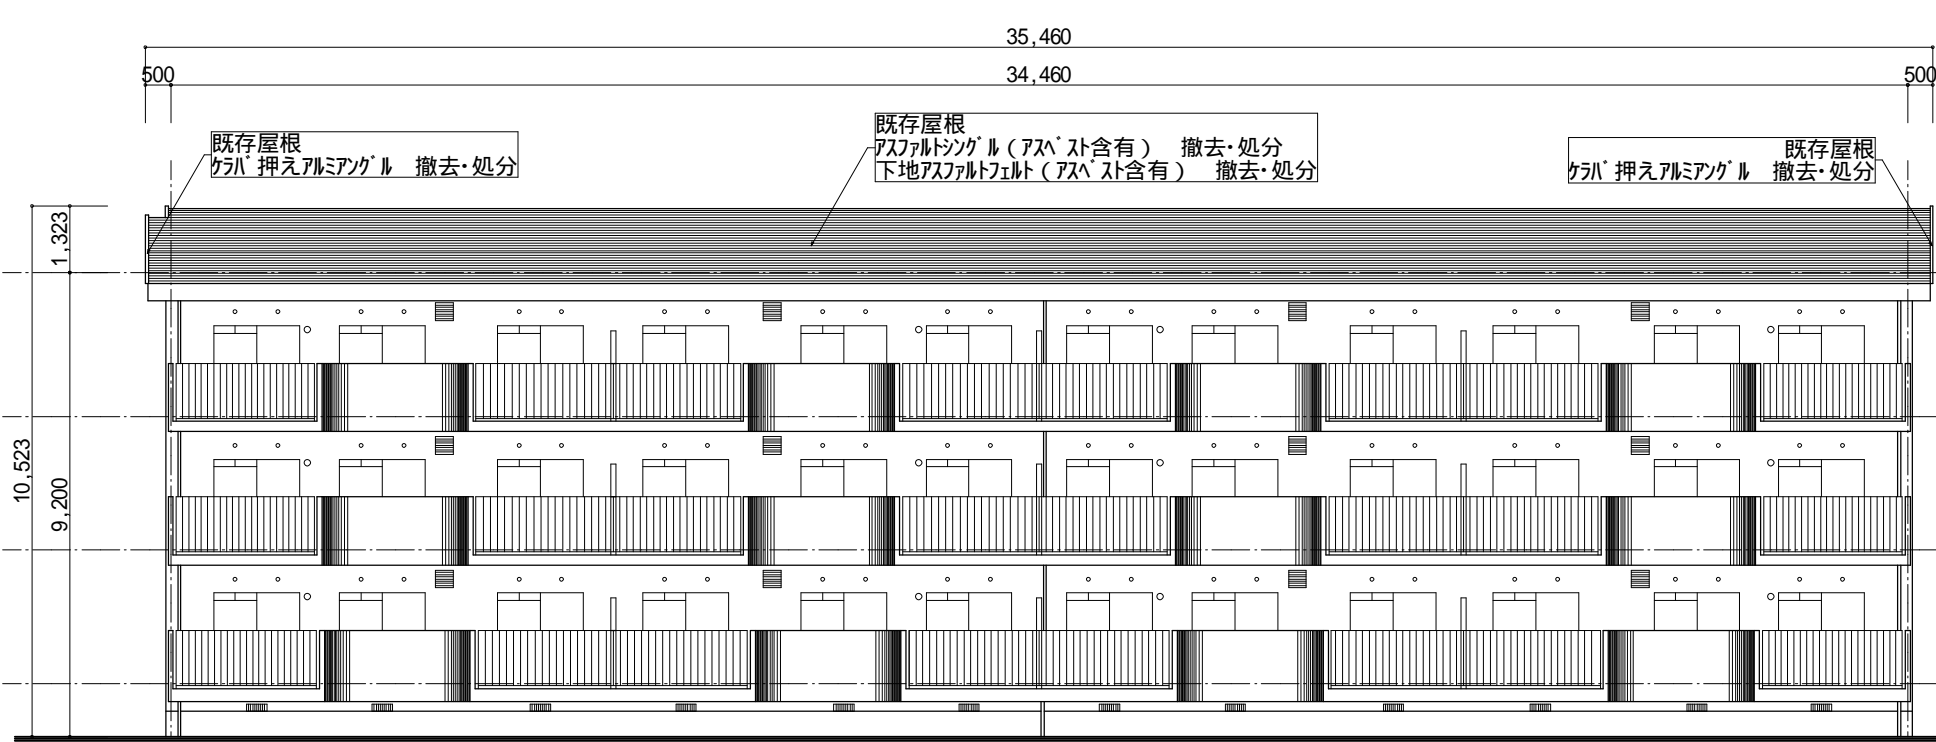 35,460
500
34,460
500
既存屋根
ケラバ押えアルミアングル　撤去・処分
既存屋根
アスファルトシングル（アスベスト含有）　撤去・処分
下地アスファルトフェルト（アスベスト含有）　撤去・処分
既存屋根
ケラバ押えアルミアングル　撤去・処分
1,323
10,523
9,200